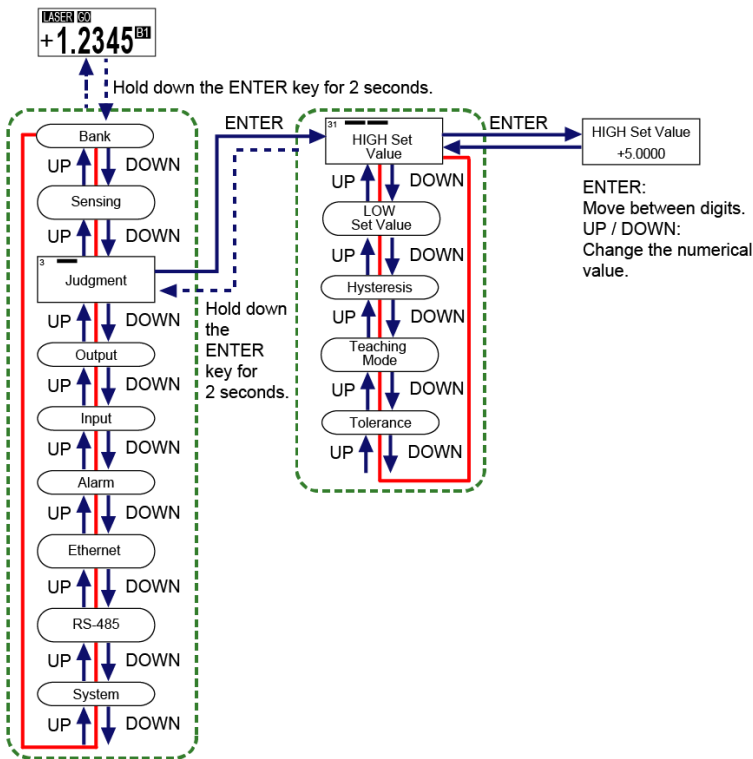 LASER GO
+1.2345 B1
Hold down the ENTER key for 2 seconds.
Bank
UP DOWN
Sensing
UP DOWN
3
Judgment
UP DOWN
Output
UP DOWN
Input
UP DOWN
Alarm
UP DOWN
Ethernet
UP DOWN
RS-485
UP DOWN
System
UP DOWN
ENTER
Hold down
the
ENTER
key for
2 seconds.
31
HIGH Set
Value
UP DOWN
LOW
Set Value
UP DOWN
Hysteresis
UP DOWN
Teaching
Mode
UP DOWN
Tolerance
UP DOWN
ENTER
HIGH Set Value
+5.0000
ENTER:
Move between digits.
UP / DOWN:
Change the numerical
value.